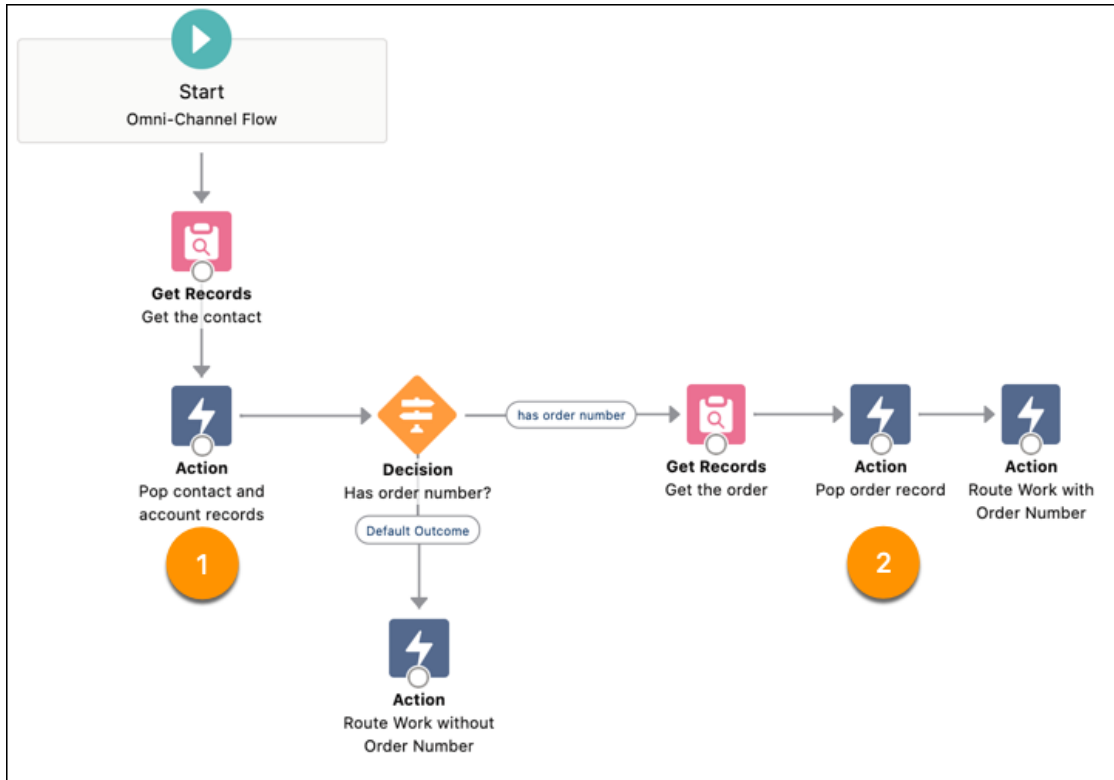 Start
Omni-Channel Flow
Get Records
Get the contact
Action
Pop contact and
account records
1
Decision
Has order number?
has order number
Get Records
Get the order
Action
Pop order record
2
Action
Route Work with
Order Number
Default Outcome
Action
Route Work without
Order Number